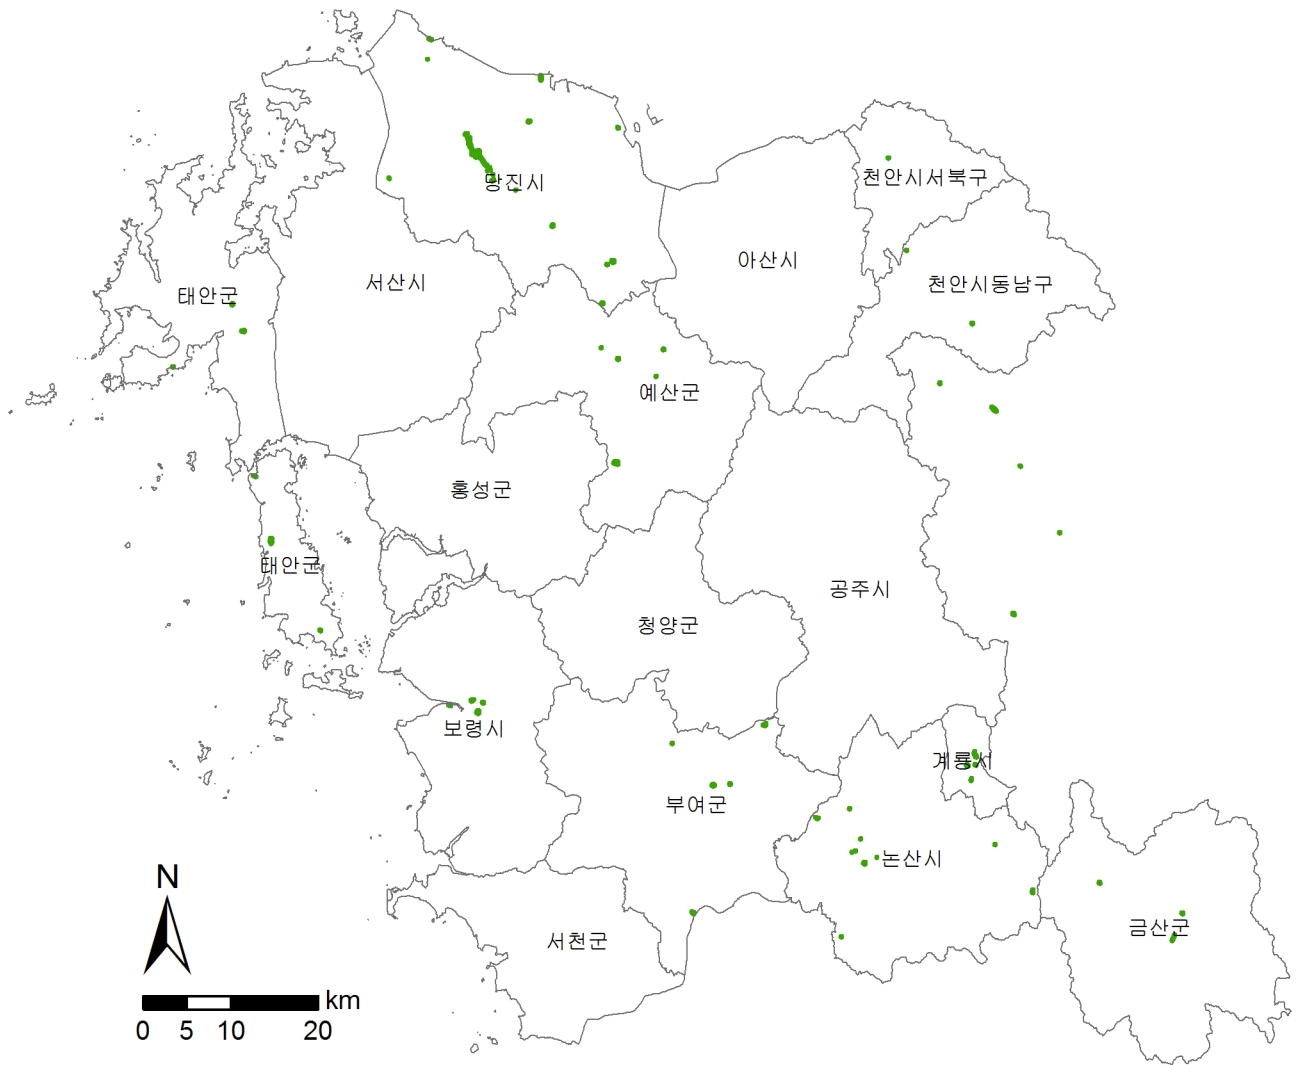 당진시
천안시서북구
아산시
서산시
천안시동남구
태안군
예산군
홍성군
태안군
공주시
청양군
보령시
계룡시
부여군
논산시
금산군
서천군
N
km
0 5 10 20